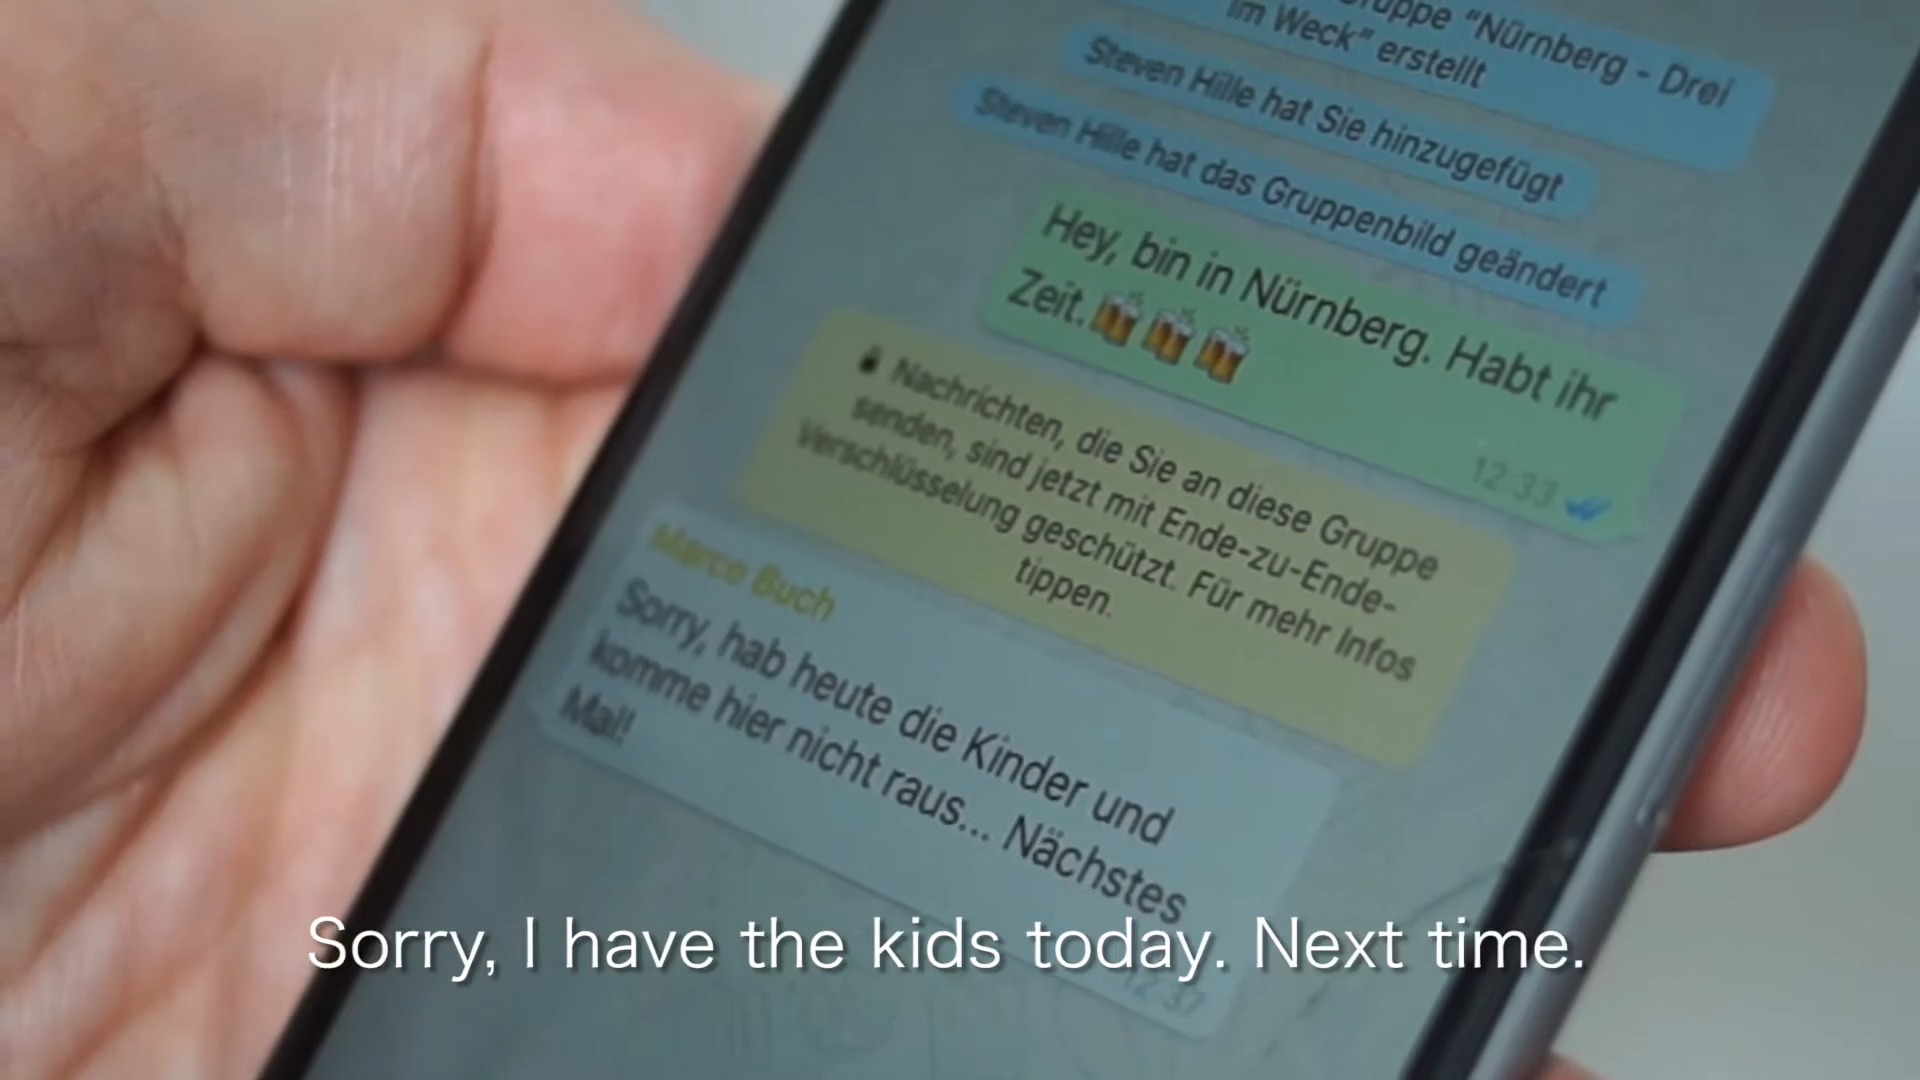 Gruppe “Nürnberg - Drei
im Weck” erstellt
Steven Hille hat Sie hinzugefügt
Steven Hille hat das Gruppenbild geändert
Hey, bin in Nürnberg. Habt ihr
Zeit.🍻🍻🍻
12:33
Nachrichten, die Sie an diese Gruppe
senden, sind jetzt mit Ende-zu-Ende-
Verschlüsselung geschützt. Für mehr Infos
tippen.
Marco Buch
Sorry, hab heute die Kinder und
komme hier nicht raus... Nächstes
Mal!
12:37
Sorry, I have the kids today. Next time.